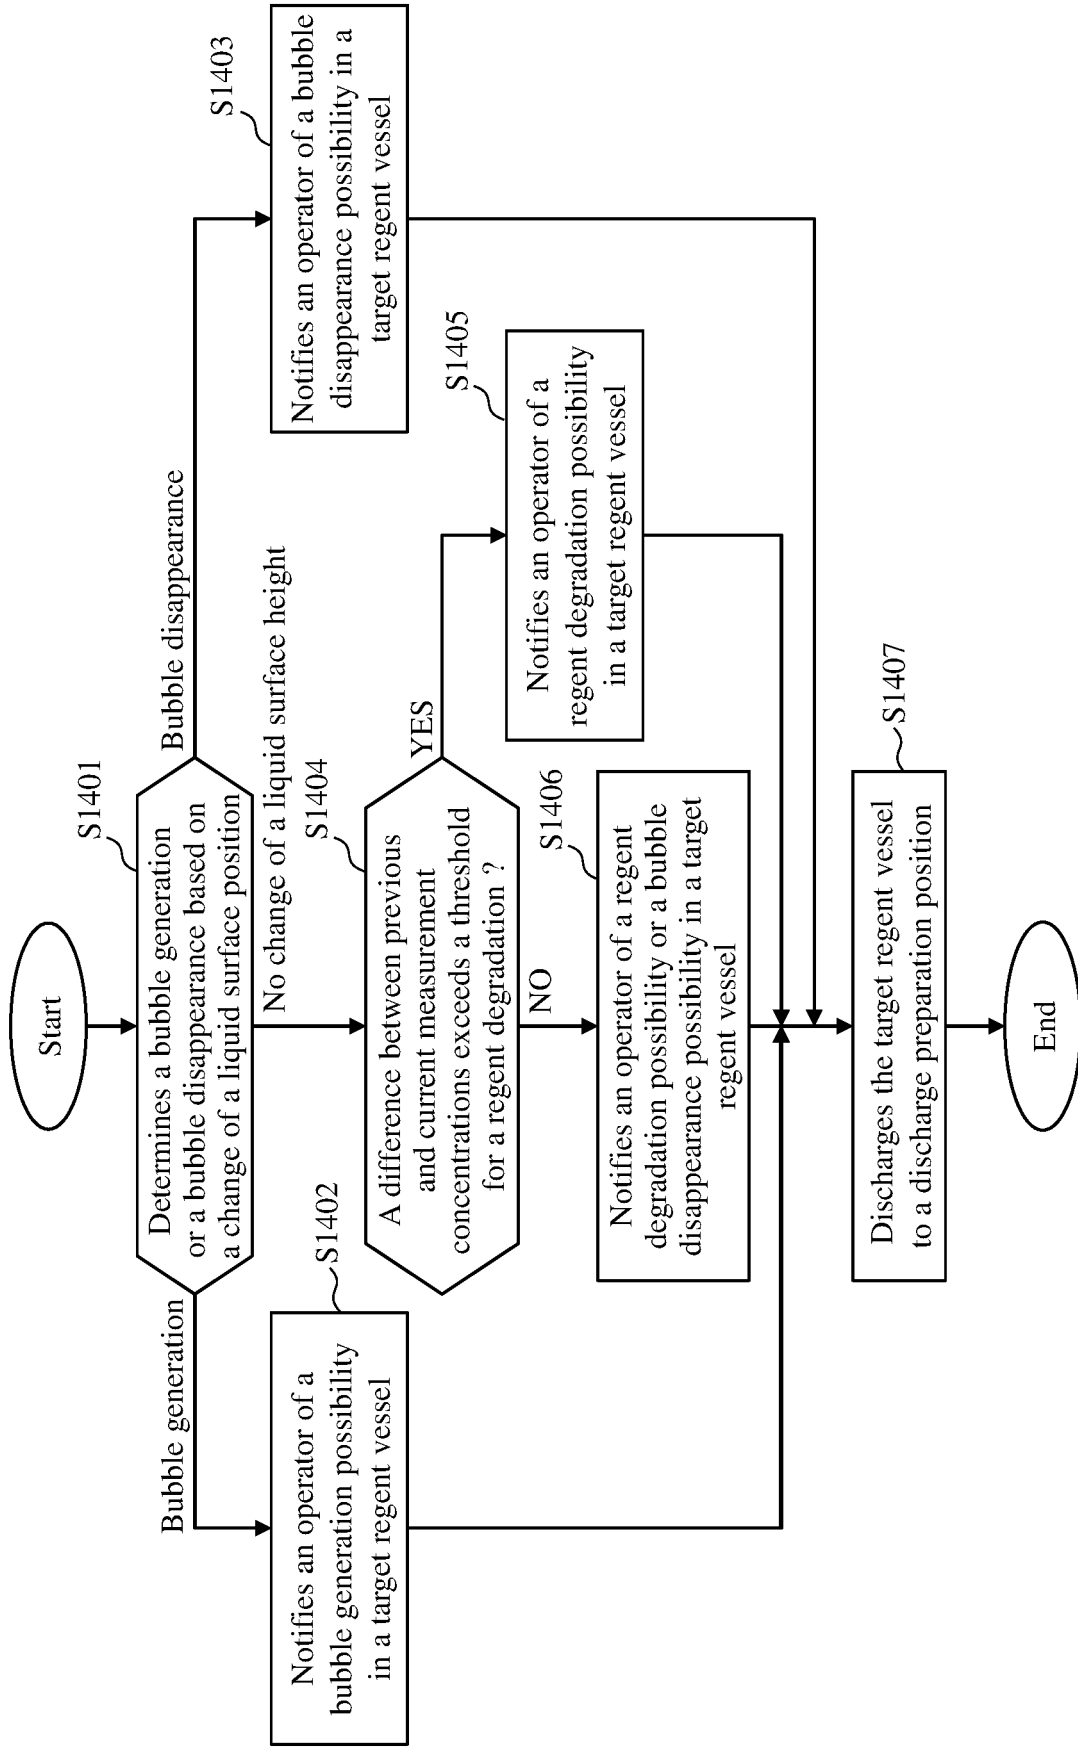 Start
S1401
Determines a bubble generation
or a bubble disappearance based on
a change of a liquid surface position
Bubble generation
Bubble disappearance
No change of a liquid surface height
S1402
Notifies an operator of a
bubble generation possibility
in a target regent vessel
S1403
Notifies an operator of a bubble
disappearance possibility in a
target regent vessel
S1404
A difference between previous
and current measurement
concentrations exceeds a threshold
for a regent degradation ?
YES
NO
S1405
Notifies an operator of a
regent degradation possibility
in a target regent vessel
S1406
Notifies an operator of a regent
degradation possibility or a bubble
disappearance possibility in a target
regent vessel
S1407
Discharges the target regent vessel
to a discharge preparation position
End